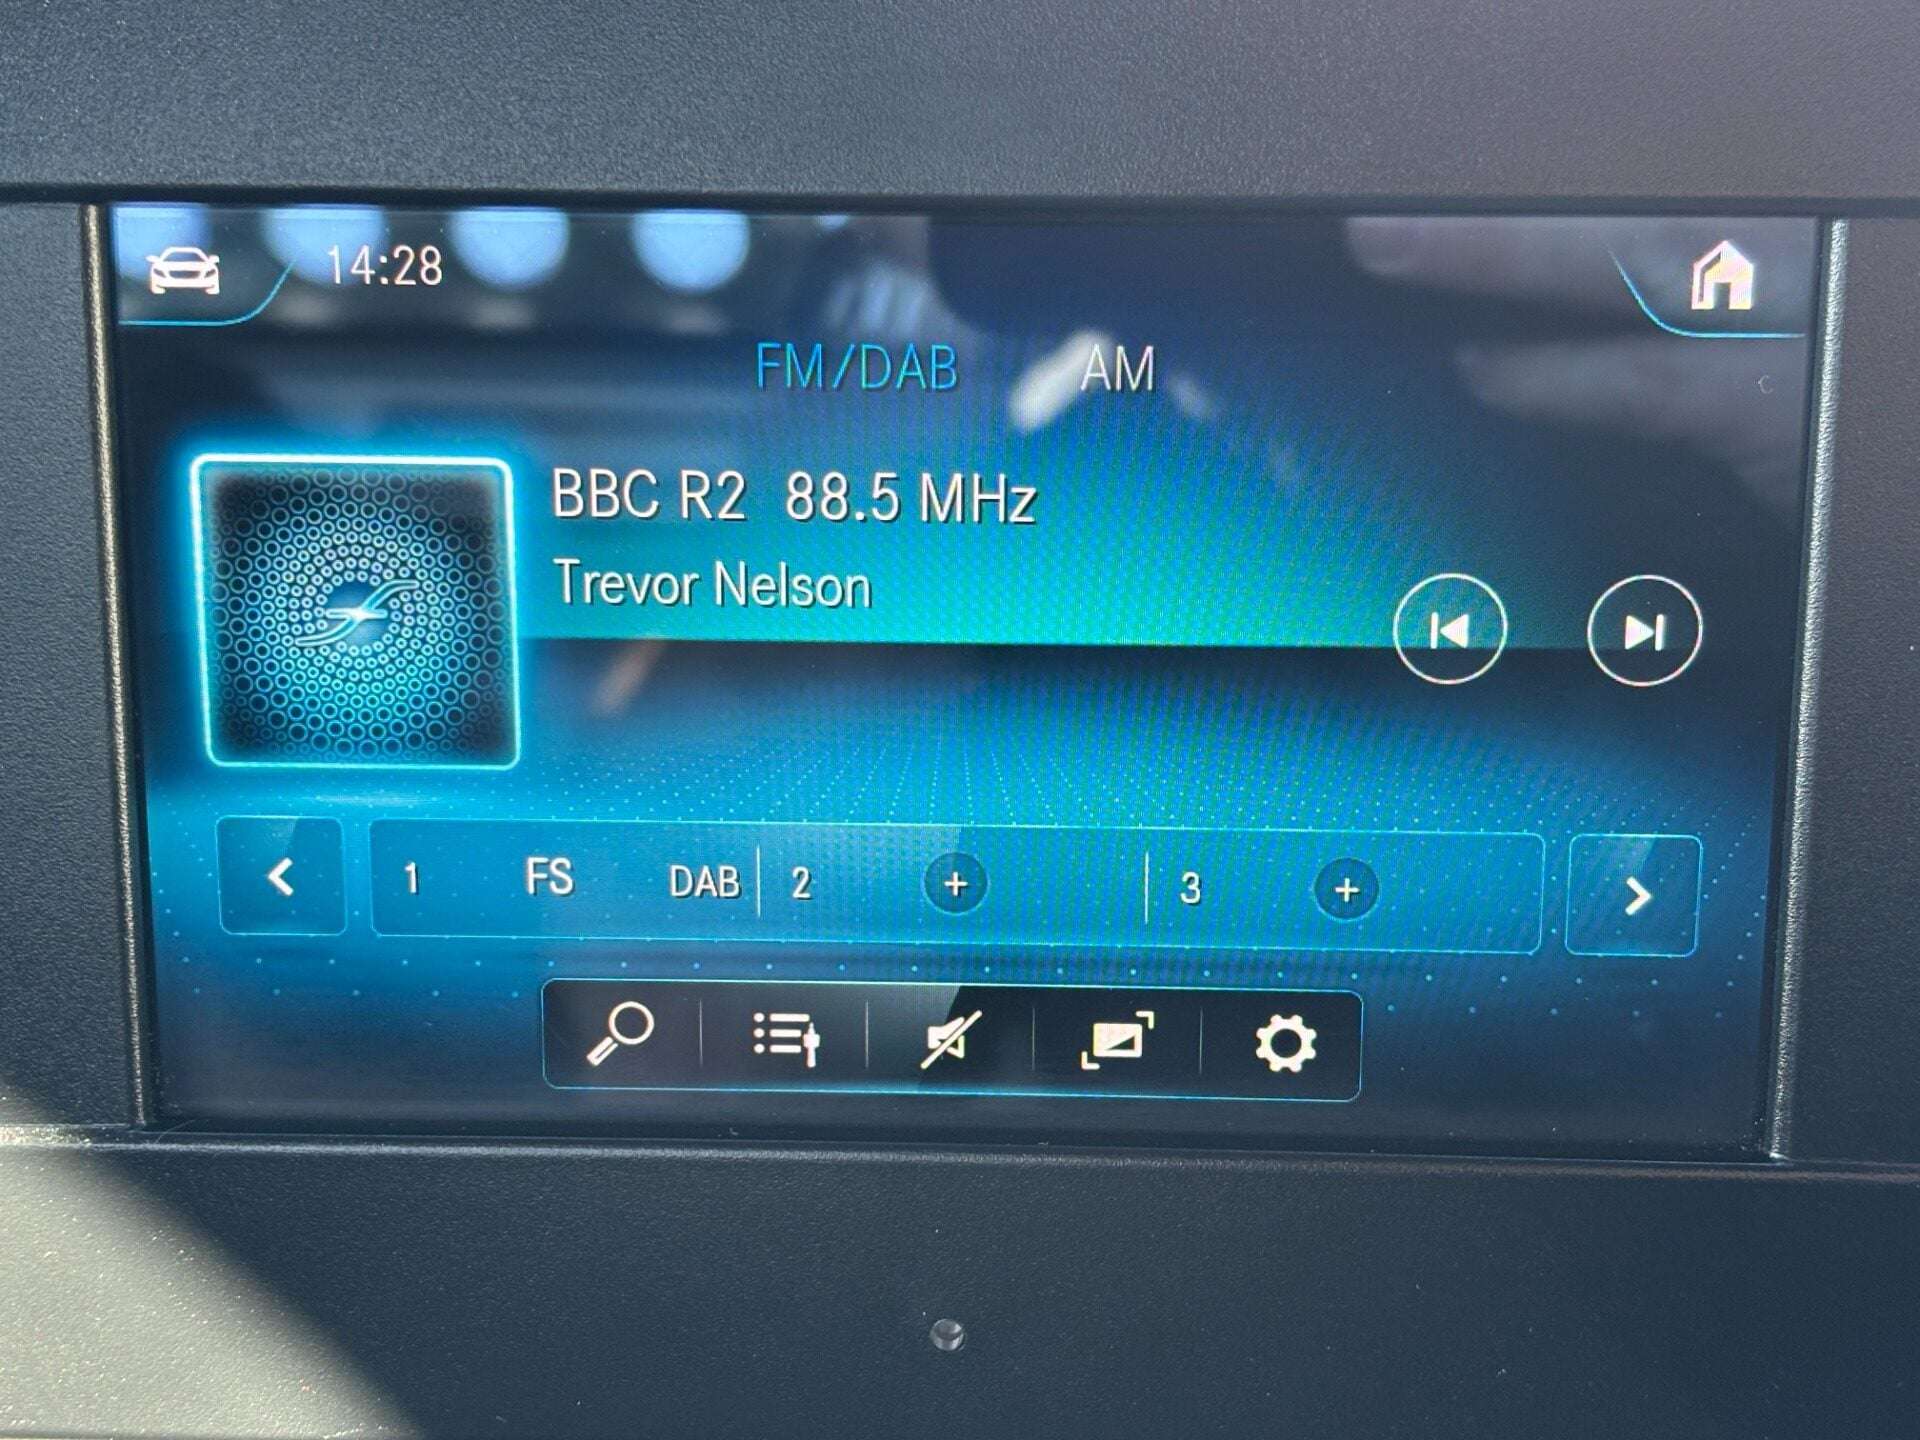 14:28
FM/DAB AM
BBC R2 88.5 MHz
Trevor Nelson
1 FS DAB 2 + 3 +